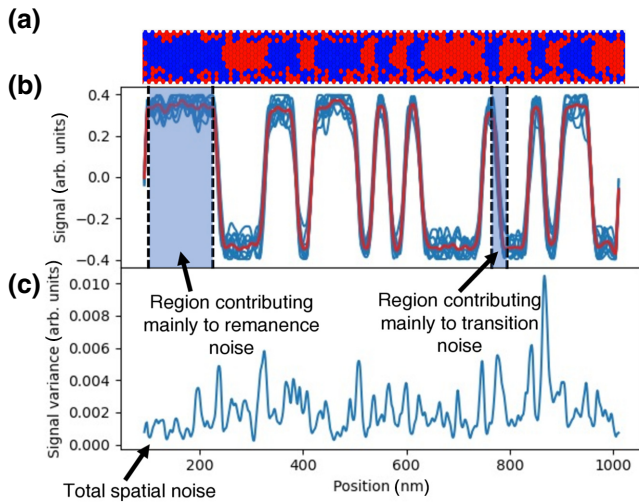 (a)
(b)
0.4
0.2
0.0
−0.2
−0.4
Signal (arb. units)
(c)
0.010
0.008
0.006
0.004
0.002
0.000
Signal variance (arb. units)
Region contributing
mainly to remanence
noise
Region contributing
mainly to transition
noise
200
400
600
800
1000
Position (nm)
Total spatial noise